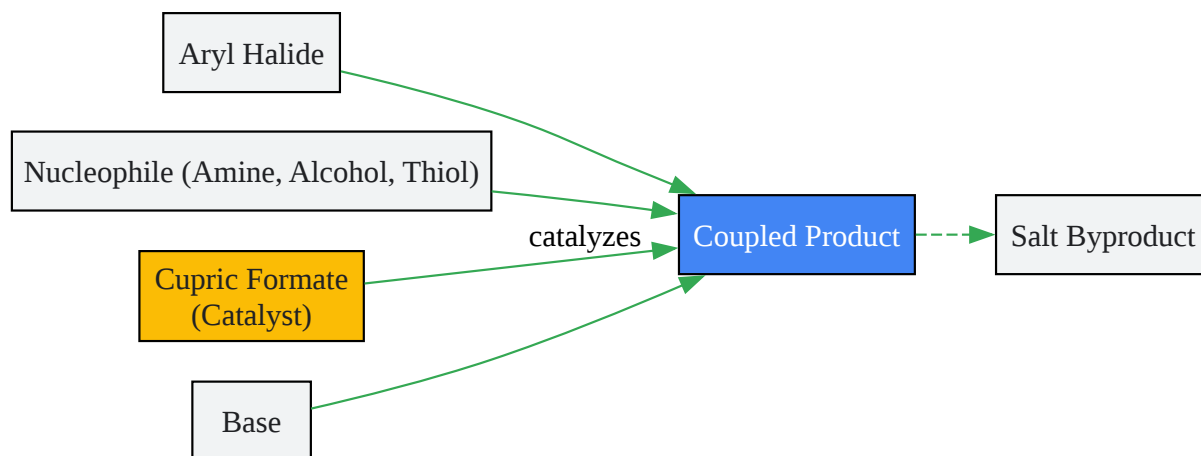 Aryl Halide
Nucleophile (Amine, Alcohol, Thiol)
catalyzes
Coupled Product
Salt Byproduct
Cupric Formate
(Catalyst)
Base